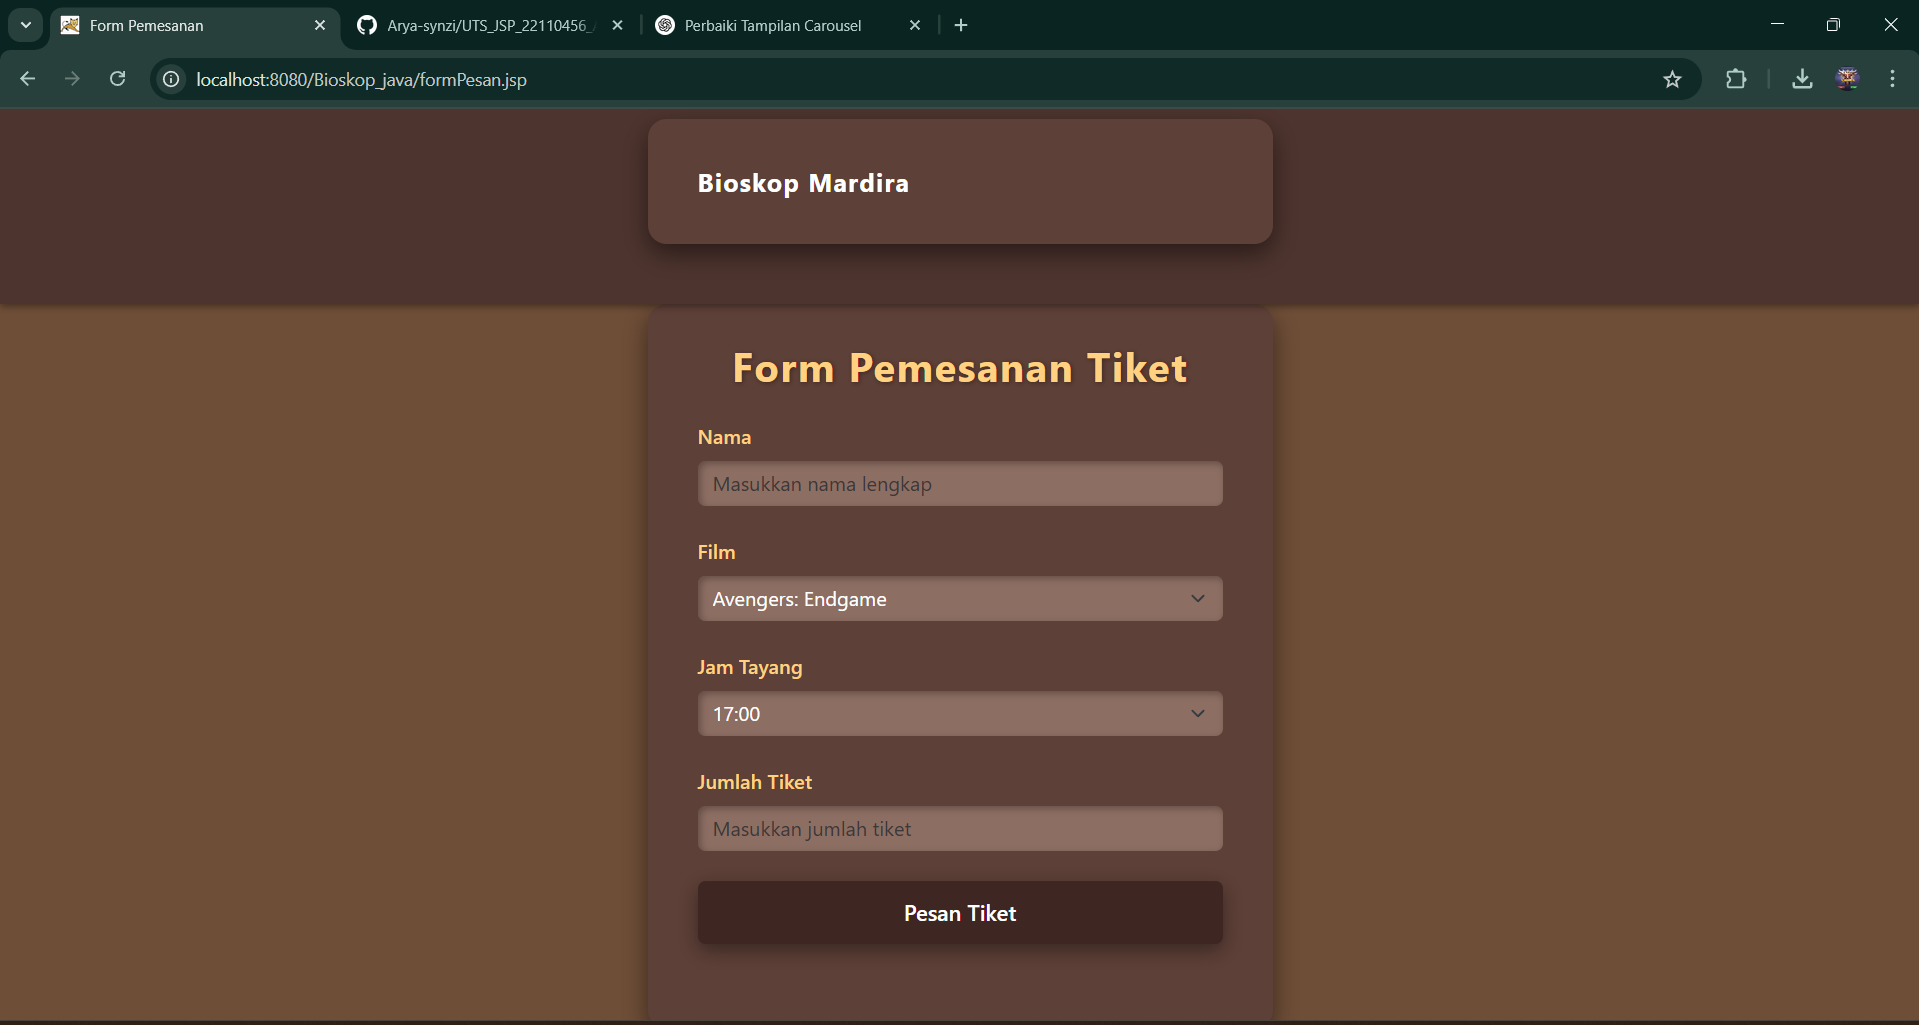 Form Pemesanan
Arya-synzi/UTS_JSP_22110456_
Perbaiki Tampilan Carousel
localhost:8080/Bioskop_java/formPesan.jsp
Bioskop Mardira
Form Pemesanan Tiket
Nama
Masukkan nama lengkap
Film
Avengers: Endgame
Jam Tayang
17:00
Jumlah Tiket
Masukkan jumlah tiket
Pesan Tiket